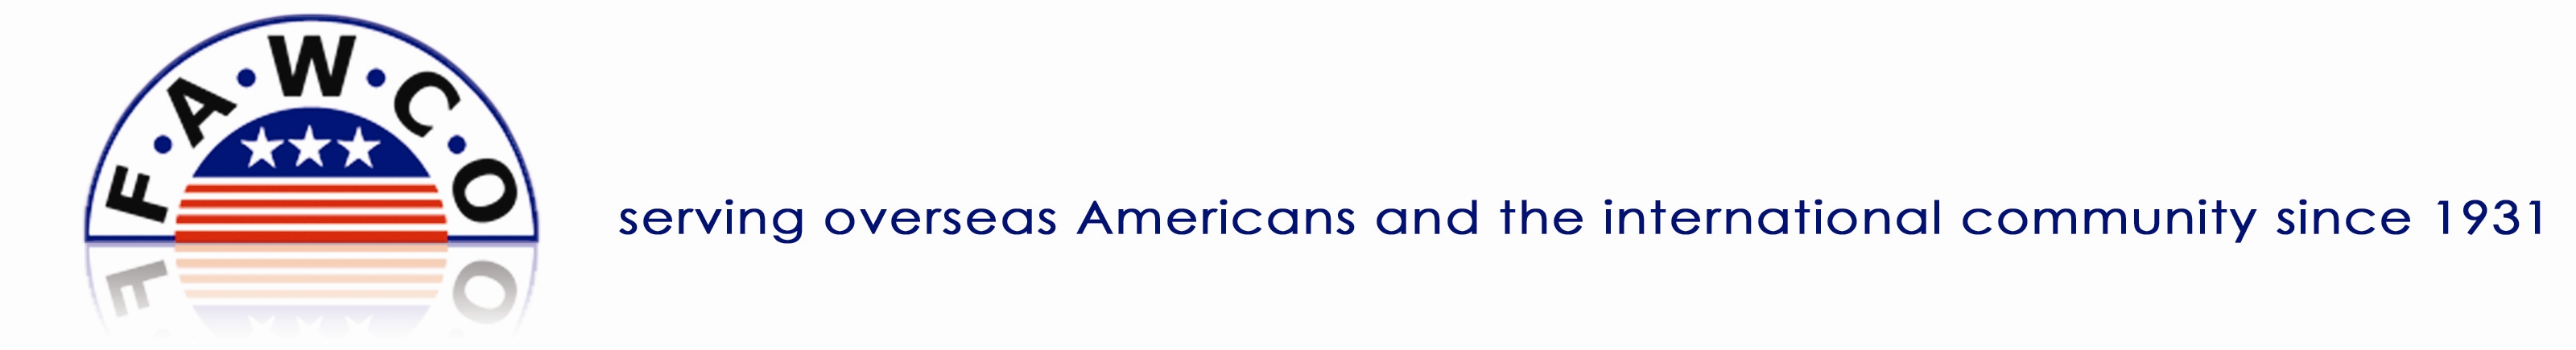 F·A·W·C·O
serving overseas Americans and the international community since 1931